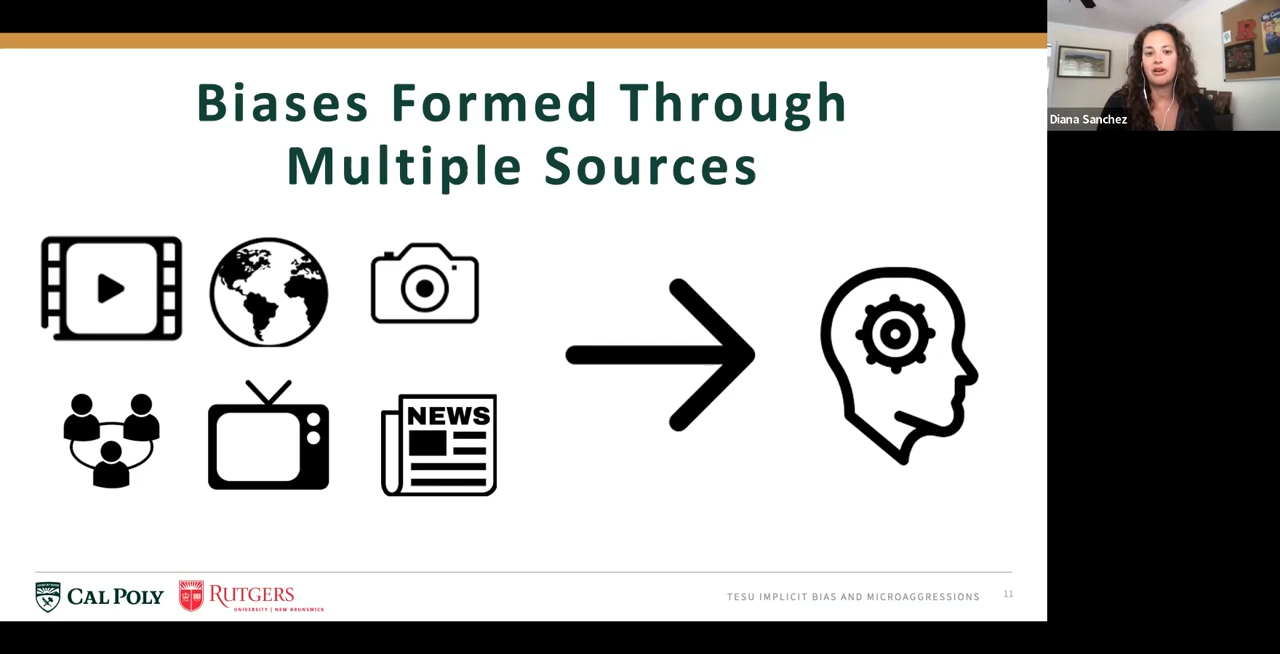 Biases Formed Through
Multiple Sources
Diana Sanchez
NEWS
CAL POLY
RUTGERS
UNIVERSITY | NEW BRUNSWICK
TESU IMPLICIT BIAS AND MICROAGGRESSIONS
11
R